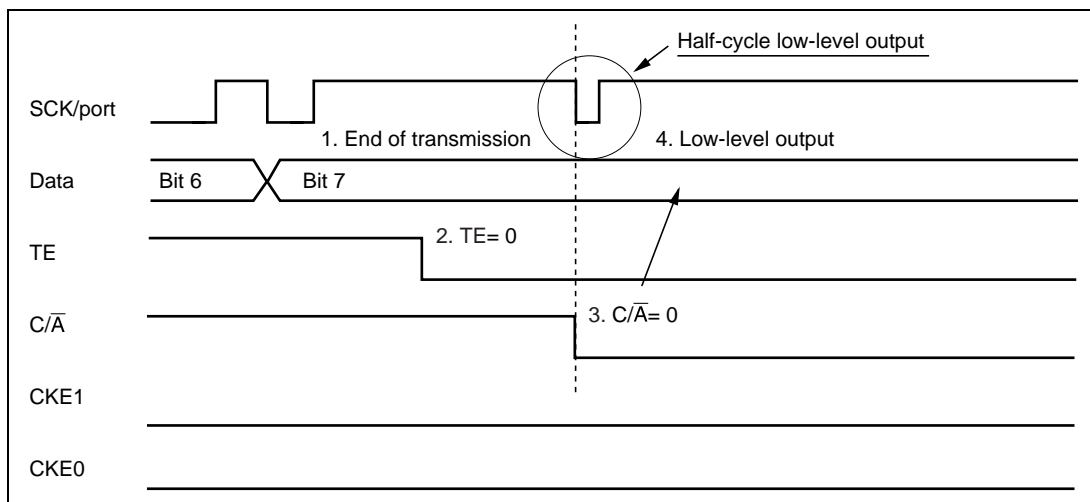 Half-cycle low-level output
SCK/port
1. End of transmission
4. Low-level output
Data
Bit 6
Bit 7
2. TE= 0
TE
3. C/A̅= 0
C/A̅
CKE1
CKE0